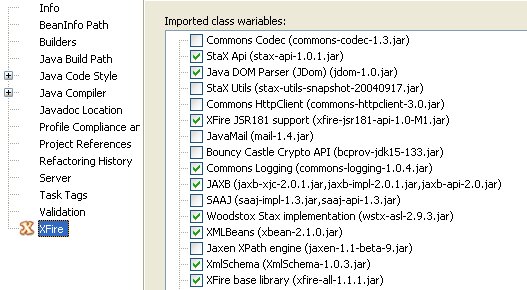 Info
BeanInfo Path
Builders
Java Build Path
Java Code Style
Java Compiler
Javadoc Location
Profile Compliance an
Project References
Refactoring History
Server
Task Tags
Validation
XFire
Imported class wariables:
Commons Codec (commons-codec-1.3.jar)
StaX Api (stax-api-1.0.1.jar)
Java DOM Parser (JDom) (jdom-1.0.jar)
StaX Utils (stax-utils-snapshot-20040917.jar)
Commons HttpClient (commons-httpclient-3.0.jar)
XFire JSR181 support (xfire-jsr181-api-1.0-M1.jar)
JavaMail (mail-1.4.jar)
Bouncy Castle Crypto API (bcprov-jdk15-133.jar)
Commons Logging (commons-logging-1.0.4.jar)
JAXB (jaxb-xjc-2.0.1.jar,jaxb-impl-2.0.1.jar,jaxb-api-2.0.jar)
SAAJ (saaj-impl-1.3.jar,saaj-api-1.3.jar)
Woodstox Stax implementation (wstx-asl-2.9.3.jar)
XMLBeans (xbean-2.1.0.jar)
Jaxen XPath engine (jaxen-1.1-beta-9.jar)
XmlSchema (XmlSchema-1.0.3.jar)
XFire base library (xfire-all-1.1.1.jar)